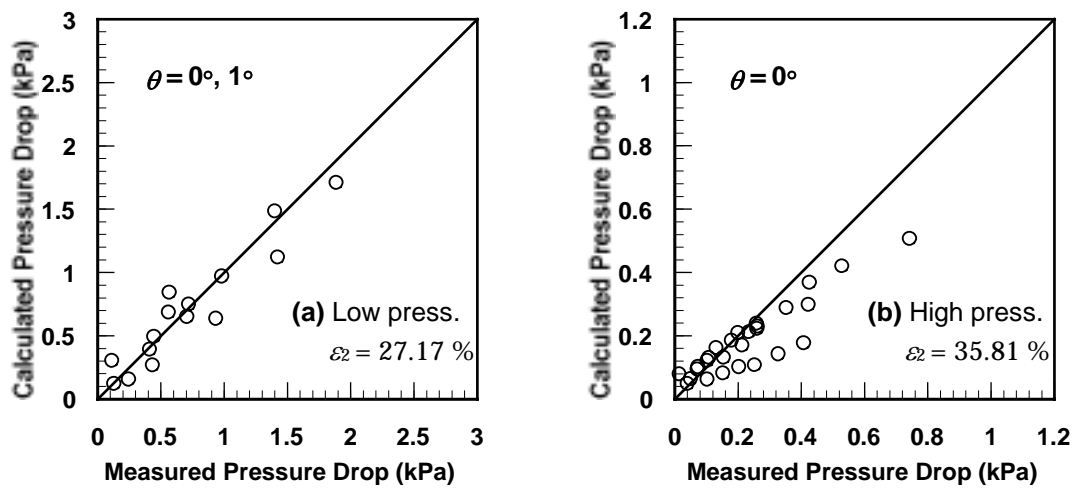 Calculated Pressure Drop (kPa)
3
2.5
2
1.5
1
0.5
0
θ = 0°, 1°
(a) Low press.
ε₂ = 27.17 %
0 0.5 1 1.5 2 2.5 3
Measured Pressure Drop (kPa)
Calculated Pressure Drop (kPa)
1.2
1
0.8
0.6
0.4
0.2
0
θ = 0°
(b) High press.
ε₂ = 35.81 %
0 0.2 0.4 0.6 0.8 1 1.2
Measured Pressure Drop (kPa)